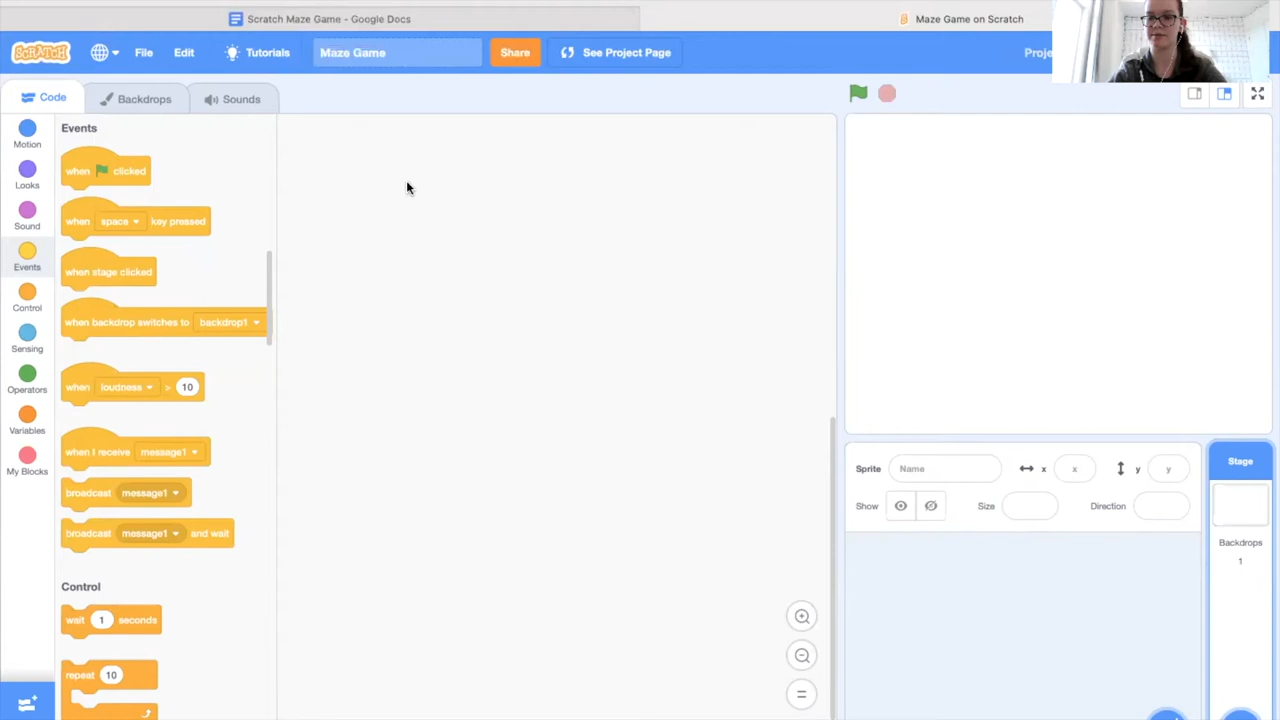 Scratch Maze Game - Google Docs
Maze Game on Scratch
SCRATCH
File
Edit
Tutorials
Maze Game
Share
See Project Page
Code
Backdrops
Sounds
Motion
Looks
Sound
Events
Control
Sensing
Operators
Variables
My Blocks
Events
when clicked
when space key pressed
when stage clicked
when backdrop switches to backdrop1
when loudness > 10
when I receive message1
broadcast message1
broadcast message1 and wait
Control
wait 1 seconds
repeat 10
Sprite Name x x y y
Show Size Direction
Stage
Backdrops
1